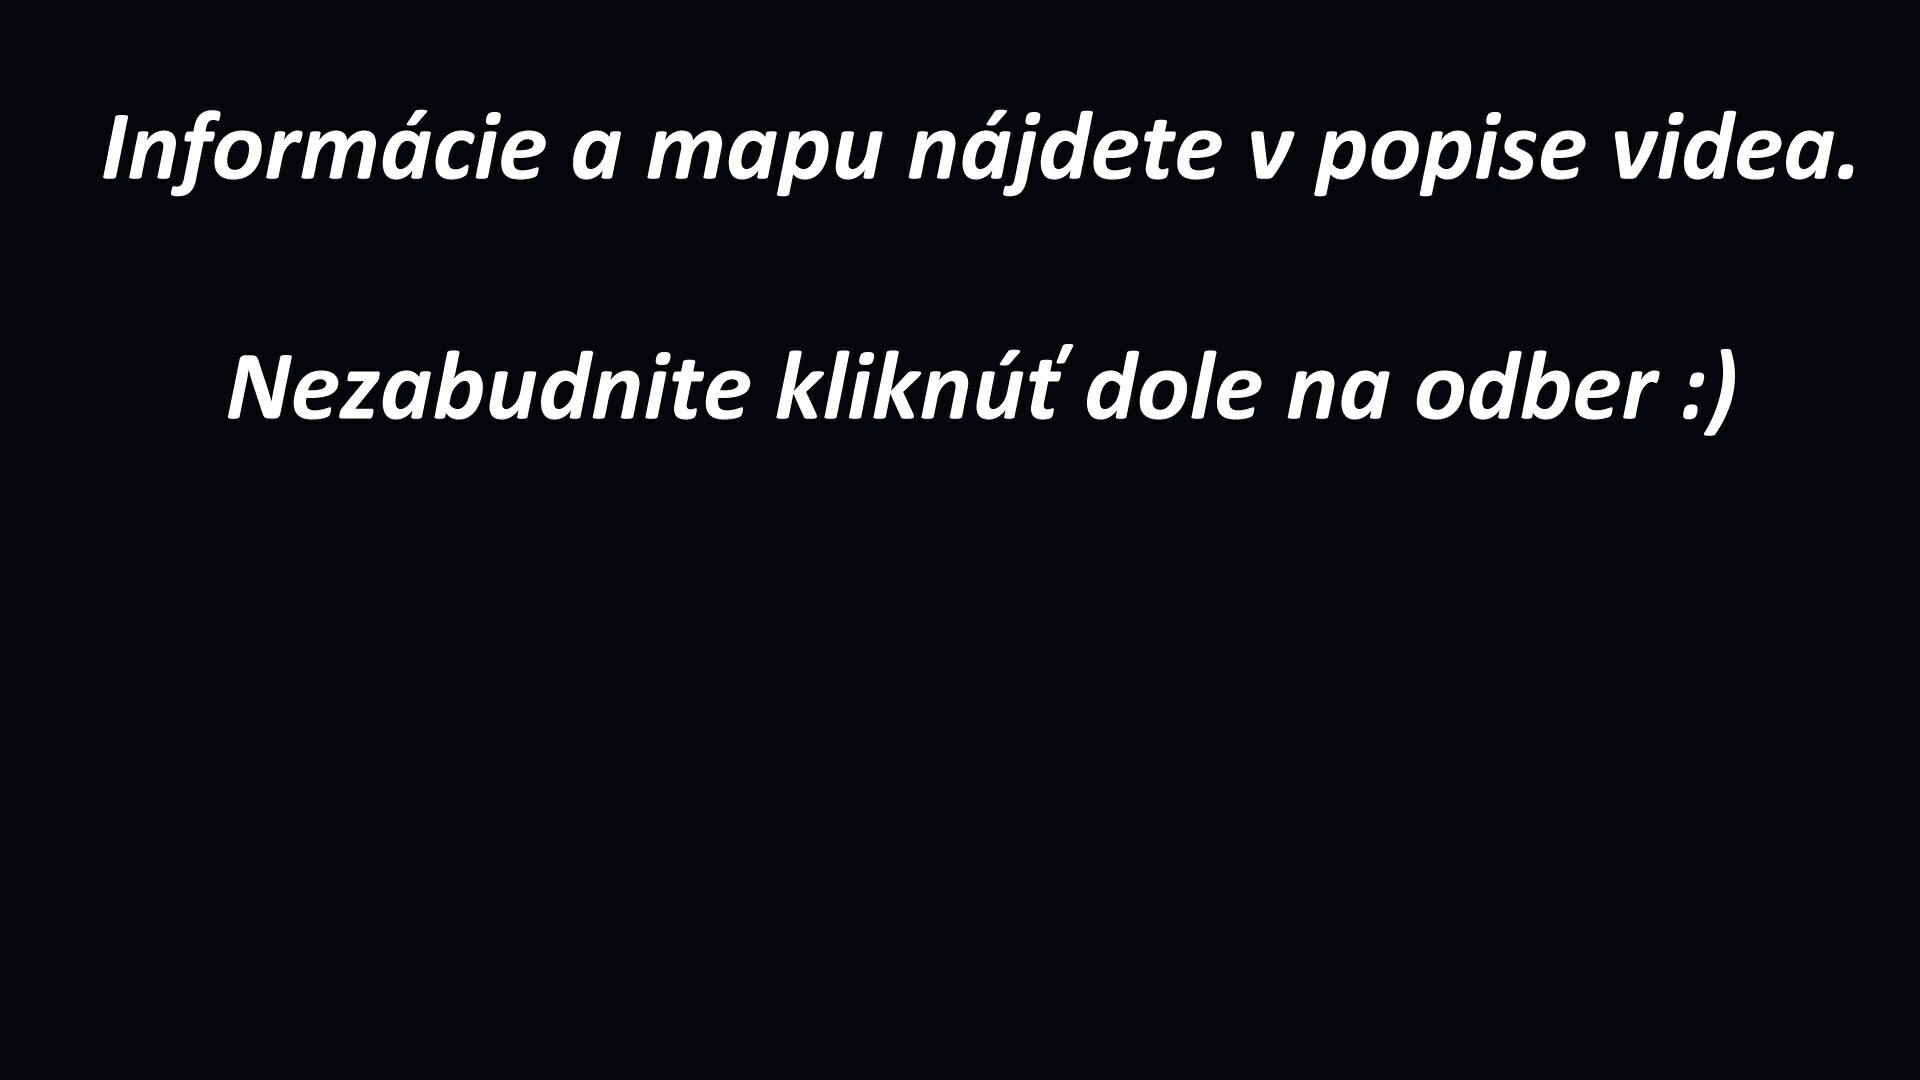 Informácie a mapu nájdete v popise videa.
Nezabudnite kliknúť dole na odber :)